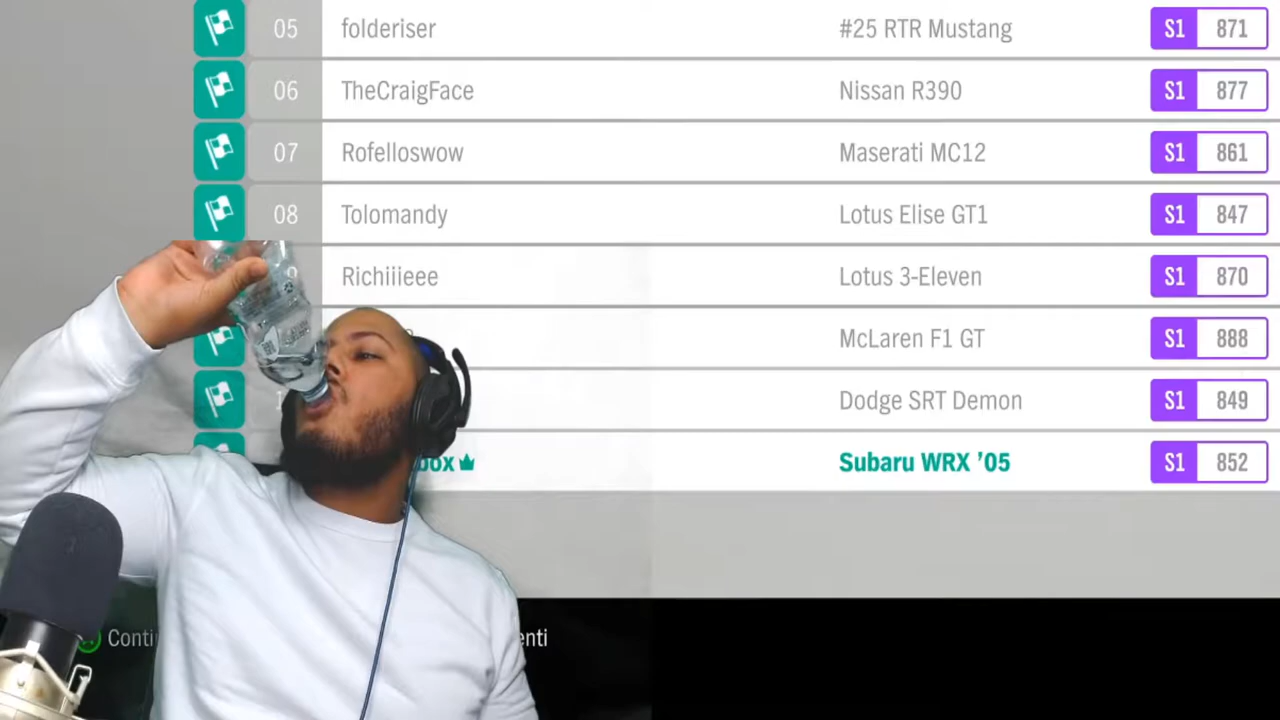 05 folderiser #25 RTR Mustang S1 871
06 TheCraigFace Nissan R390 S1 877
07 Rofelloswow Maserati MC12 S1 861
08 Tolomandy Lotus Elise GT1 S1 847
Richiiieee Lotus 3-Eleven S1 870
McLaren F1 GT S1 888
Dodge SRT Demon S1 849
Subaru WRX ’05 S1 852